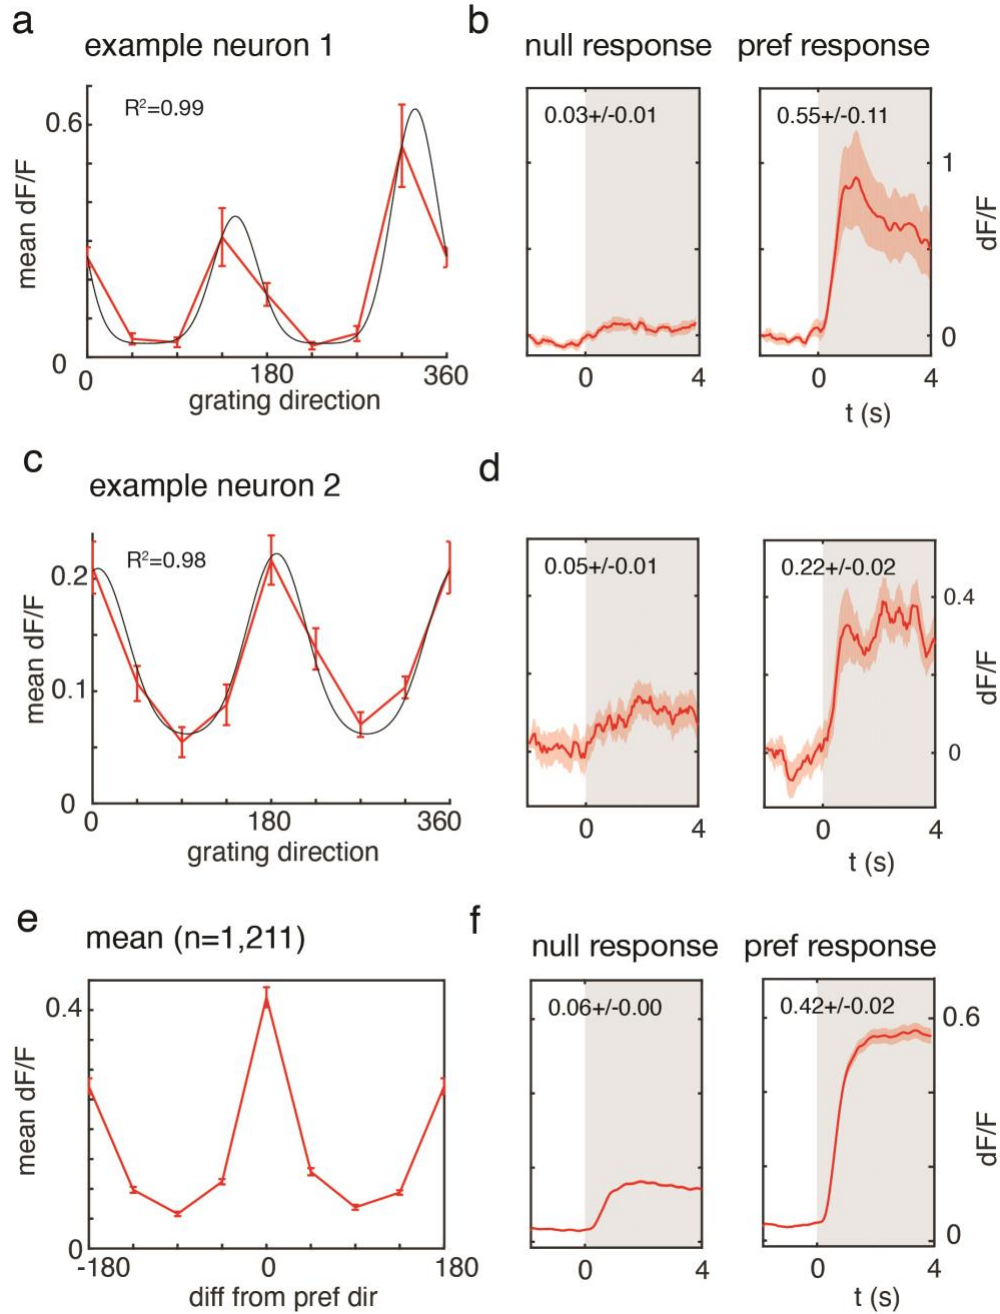 a
example neuron 1
R²=0.99
0.6
0
mean dF/F
0
180
360
grating direction
b
null response
pref response
0.03+/-0.01
0.55+/-0.11
1
0
dF/F
0
4
0
4
t (s)
c
example neuron 2
R²=0.98
0.2
0.1
0
mean dF/F
0
180
360
grating direction
d
0.05+/-0.01
0.22+/-0.02
0.4
0
dF/F
0
4
0
4
t (s)
e
mean (n=1,211)
0.4
0
mean dF/F
-180
0
180
diff from pref dir
f
null response
pref response
0.06+/-0.00
0.42+/-0.02
0.6
0
dF/F
0
4
0
4
t (s)